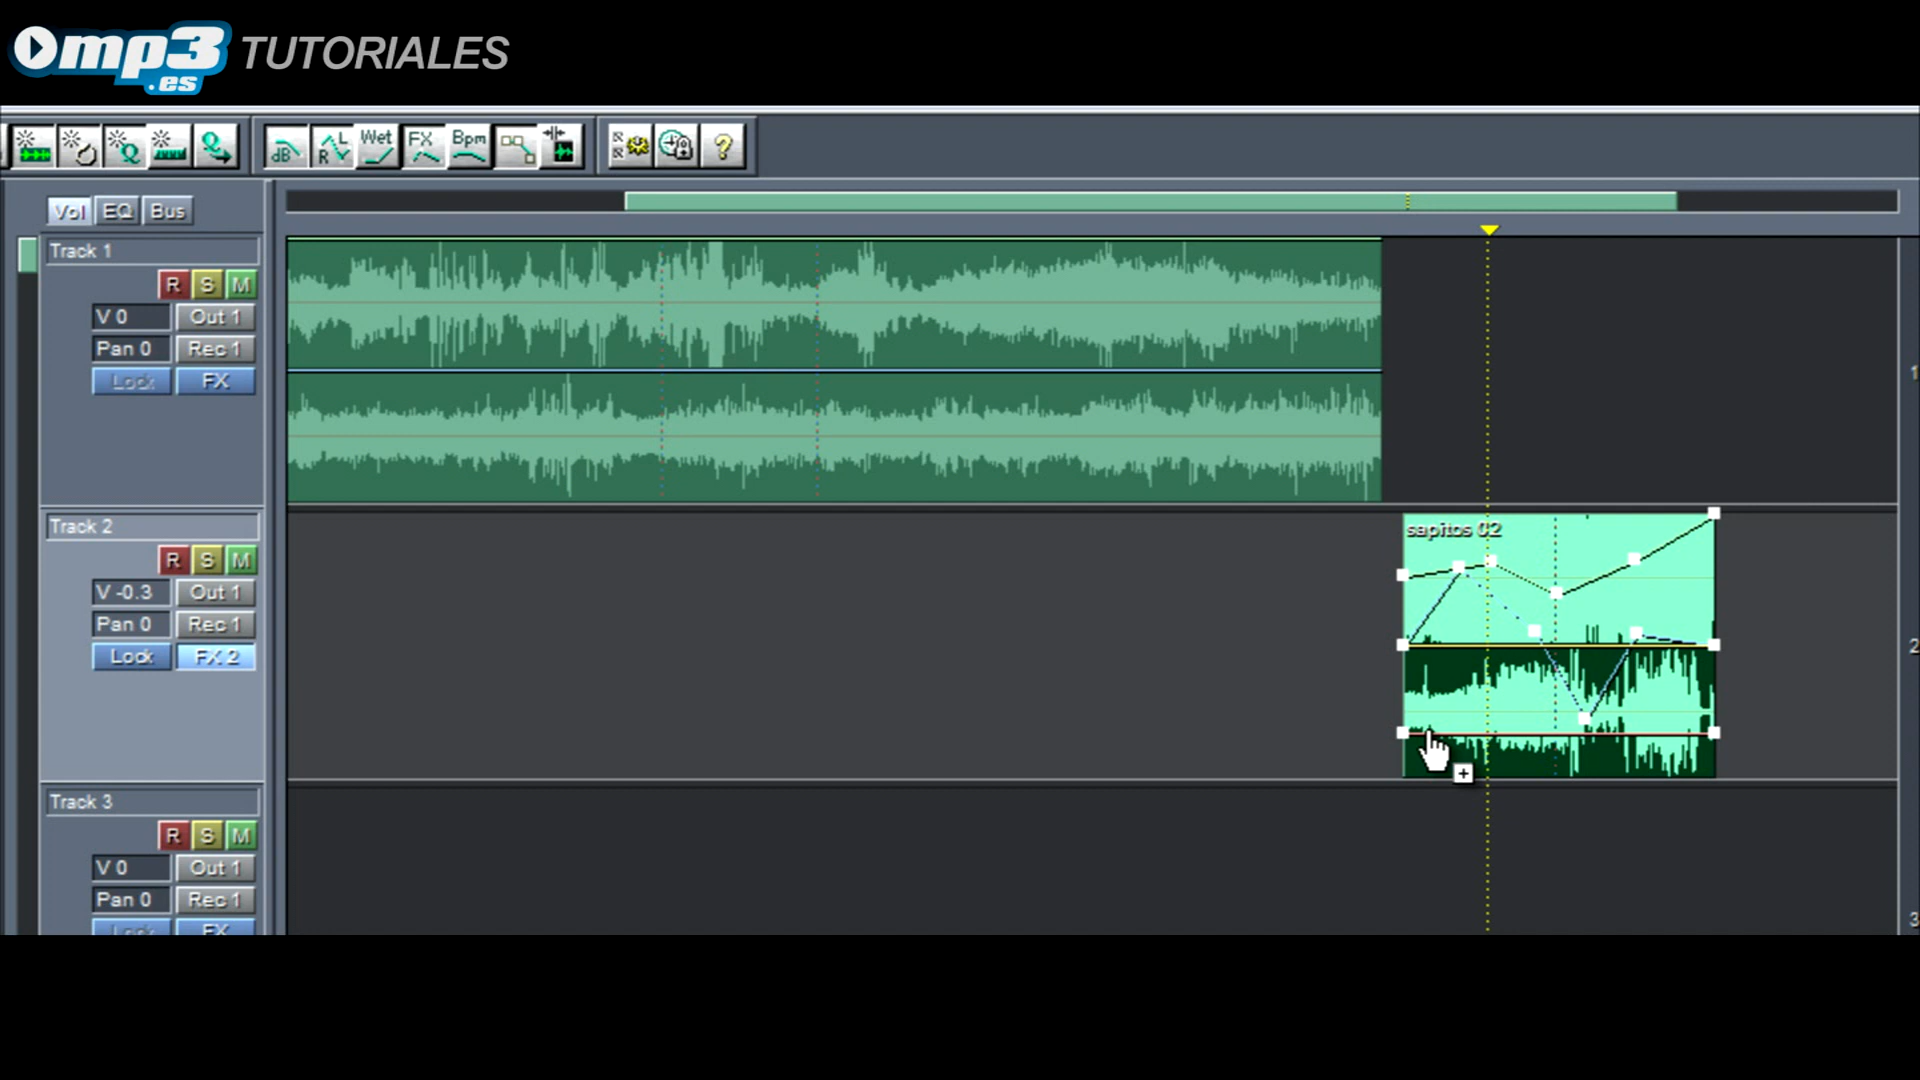 mp3 TUTORIALES
.es
dB L R Wet FX Bpm ?
Vol EQ Bus
Track 1
R S M
V 0 Out 1
Pan 0 Rec 1
Lock FX
1
Track 2
sapitos 02
R S M
V -0.3 Out 1
Pan 0 Rec 1
Lock FX 2
2
Track 3
R S M
V 0 Out 1
Pan 0 Rec 1
Lock FX
3